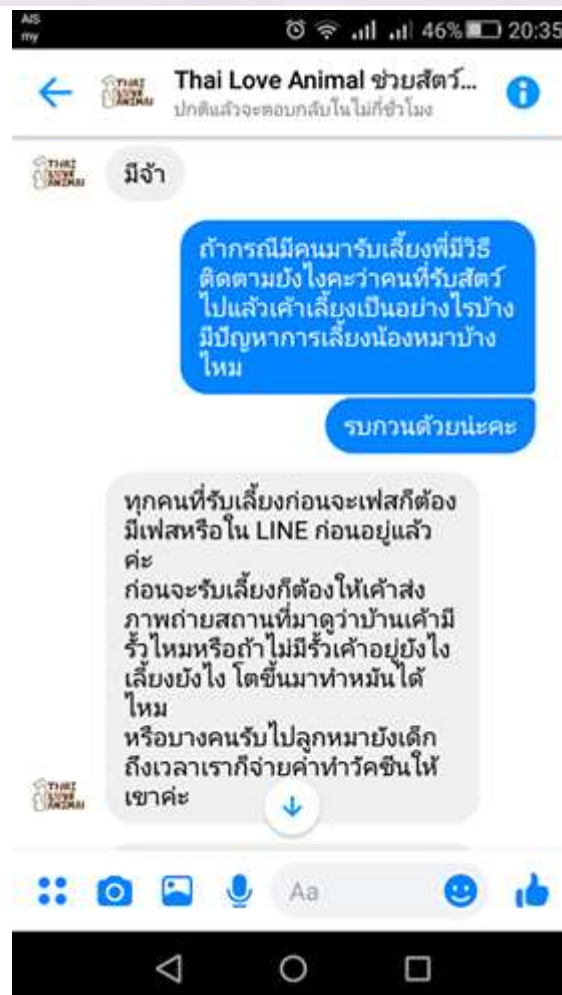 AIS
my
46% 20:35
Thai Love Animal ช่วยสัตว์...
ปกติแล้วจะตอบกลับในไม่กี่ชั่วโมง
THAI
LOVE
ANIMAL
มีจ้า
ถ้ากรณีมีคนมารับเลี้ยงพี่มีวิธี
ติดตามยังไงคะว่าคนที่รับสัตว์
ไปแล้วเค้าเลี้ยงเป็นอย่างไรบ้าง
มีปัญหาการเลี้ยงน้องหมาบ้าง
ไหม
รบกวนด้วยน่ะคะ
ทุกคนที่รับเลี้ยงก่อนจะเฟสก็ต้อง
มีเฟสหรือใน LINE ก่อนอยู่แล้ว
ค่ะ
ก่อนจะรับเลี้ยงก็ต้องให้เค้าส่ง
ภาพถ่ายสถานที่มาดูว่าบ้านเค้ามี
รั้วไหมหรือถ้าไม่มีรั้วเค้าอยู่ยังไง
เลี้ยงยังไง โตขึ้นมาทำหมันได้
ไหม
หรือบางคนรับไปลูกหมายังเด็ก
ถึงเวลาเราก็จ่ายค่าทำวัคซีนให้
เขาค่ะ
THAI
LOVE
ANIMAL
Aa